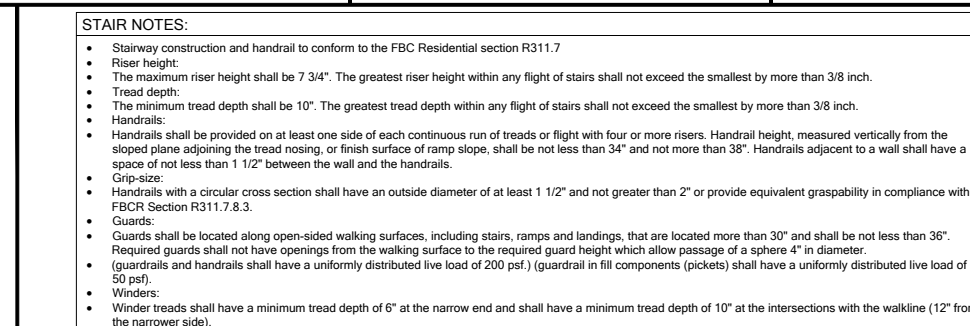 STAIR NOTES:
• Stairway construction and handrail to conform to the FBC Residential section R311.7
• Riser height:
• The maximum riser height shall be 7 3/4". The greatest riser height within any flight of stairs shall not exceed the smallest by more than 3/8 inch.
• Tread depth:
• The minimum tread depth shall be 10". The greatest tread depth within any flight of stairs shall not exceed the smallest by more than 3/8 inch.
• Handrails:
• Handrails shall be provided on at least one side of each continuous run of treads or flight with four or more risers. Handrail height, measured vertically from the
sloped plane adjoining the tread nosing, or finish surface of ramp slope, shall be not less than 34" and not more than 38". Handrails adjacent to a wall shall have a
space of not less than 1 1/2" between the wall and the handrails.
• Grip-size:
• Handrails with a circular cross section shall have an outside diameter of at least 1 1/2" and not greater than 2" or provide equivalent graspability in compliance with
FBCR Section R311.7.8.3.
• Guards:
• Guards shall be located along open-sided walking surfaces, including stairs, ramps and landings, that are located more than 30" and shall be not less than 36".
Required guards shall not have openings from the walking surface to the required guard height which allow passage of a sphere 4" in diameter.
• (guardrails and handrails shall have a uniformly distributed live load of 200 psf.) (guardrail in fill components (pickets) shall have a uniformly distributed live load of
50 psf).
• Winders:
• Winder treads shall have a minimum tread depth of 6" at the narrow end and shall have a minimum tread depth of 10" at the intersections with the walkline (12" from
the narrower side).